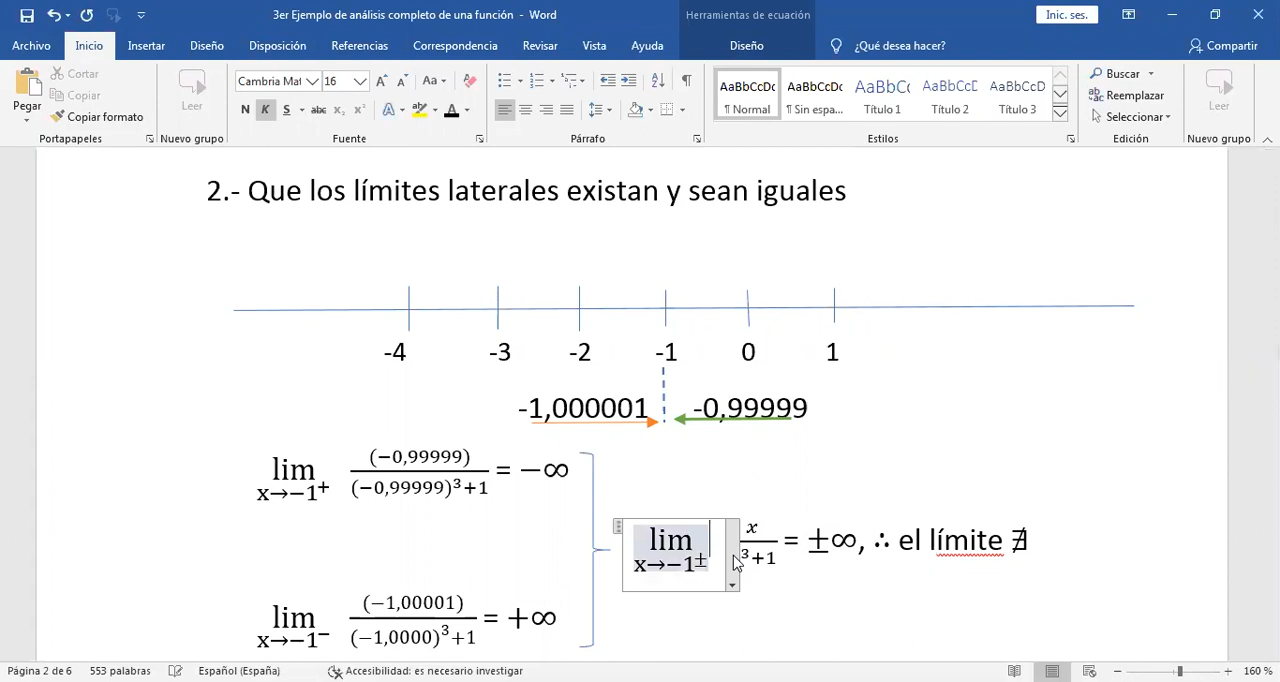 3er Ejemplo de análisis completo de una función - Word
Herramientas de ecuación
Inic. ses.
Archivo Inicio Insertar Diseño Disposición Referencias Correspondencia Revisar Vista Ayuda Diseño ¿Qué desea hacer? Compartir
Pegar
Cortar
Copiar
Copiar formato
Portapapeles
Leer
Nuevo grupo
Cambria Mat 16 A A Aa
N K S abc x₂ x² A A
Fuente
Párrafo
AaBbCcDc AaBbCcDc AaBbCc AaBbCcC AaBbCcD
¶ Normal ¶ Sin espa... Título 1 Título 2 Título 3
Estilos
Buscar
Reemplazar
Seleccionar
Edición
Leer
Nuevo grupo
2.- Que los límites laterales existan y sean iguales
-4 -3 -2 -1 0 1
-1,000001 -0,99999
lim x→−1⁺ (−0,99999)/((−0,99999)³+1) = −∞
lim x→−1± x/³+1 = ±∞, ∴ el límite ∄
lim x→−1⁻ (−1,00001)/((−1,0000)³+1) = +∞
Página 2 de 6 553 palabras Español (España) Accesibilidad: es necesario investigar 160 %